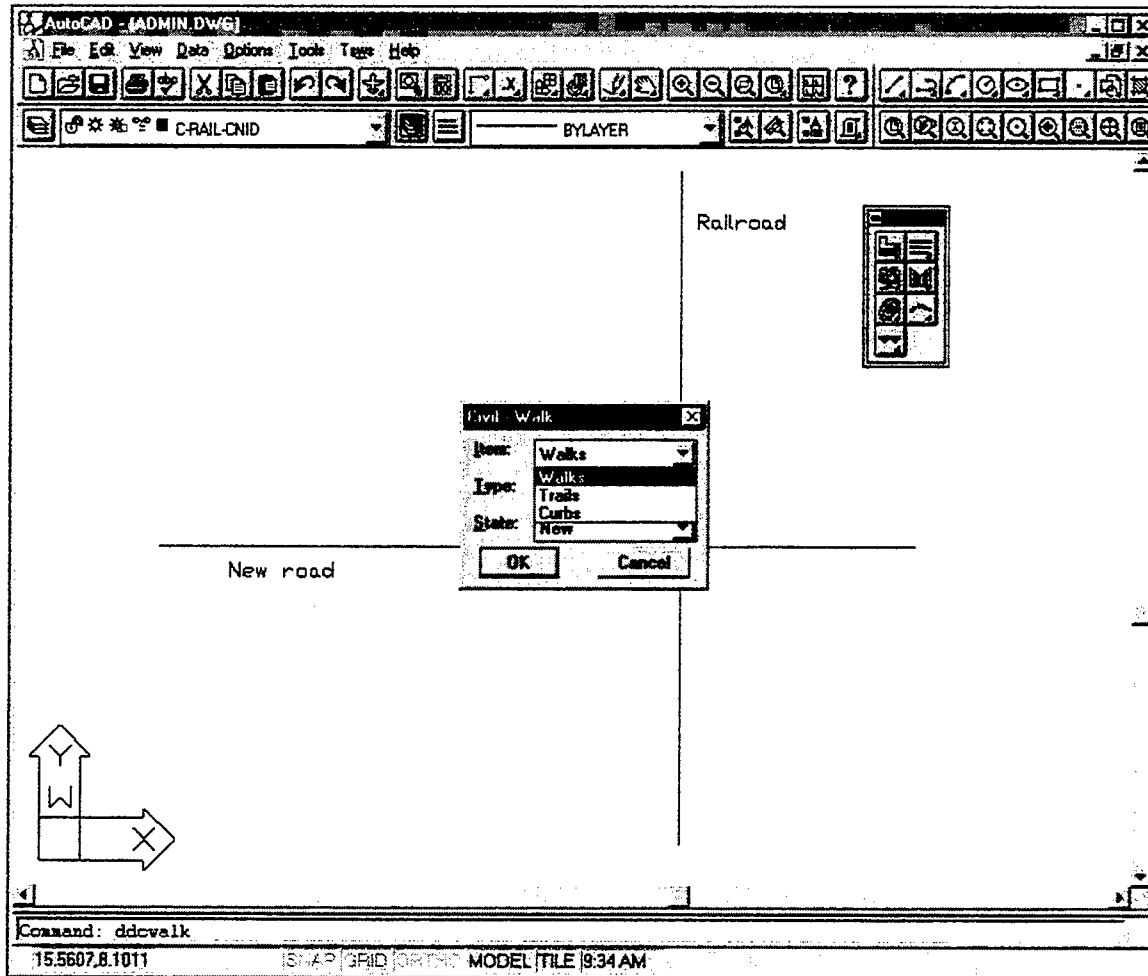 AutoCAD - [ADMIN.DWG]
File Edit View Data Options Tools Help
C-RAIL-CNID BYLAYER
Railroad
Civil - Walk
Item: Walks
Walks
Type:
Trails
Curbs
State: New
OK Cancel
New road
Y
W
X
Command: ddcwalk
15.5607,8.1011 SNAP GRID ORTHO MODEL TILE 9:34 AM